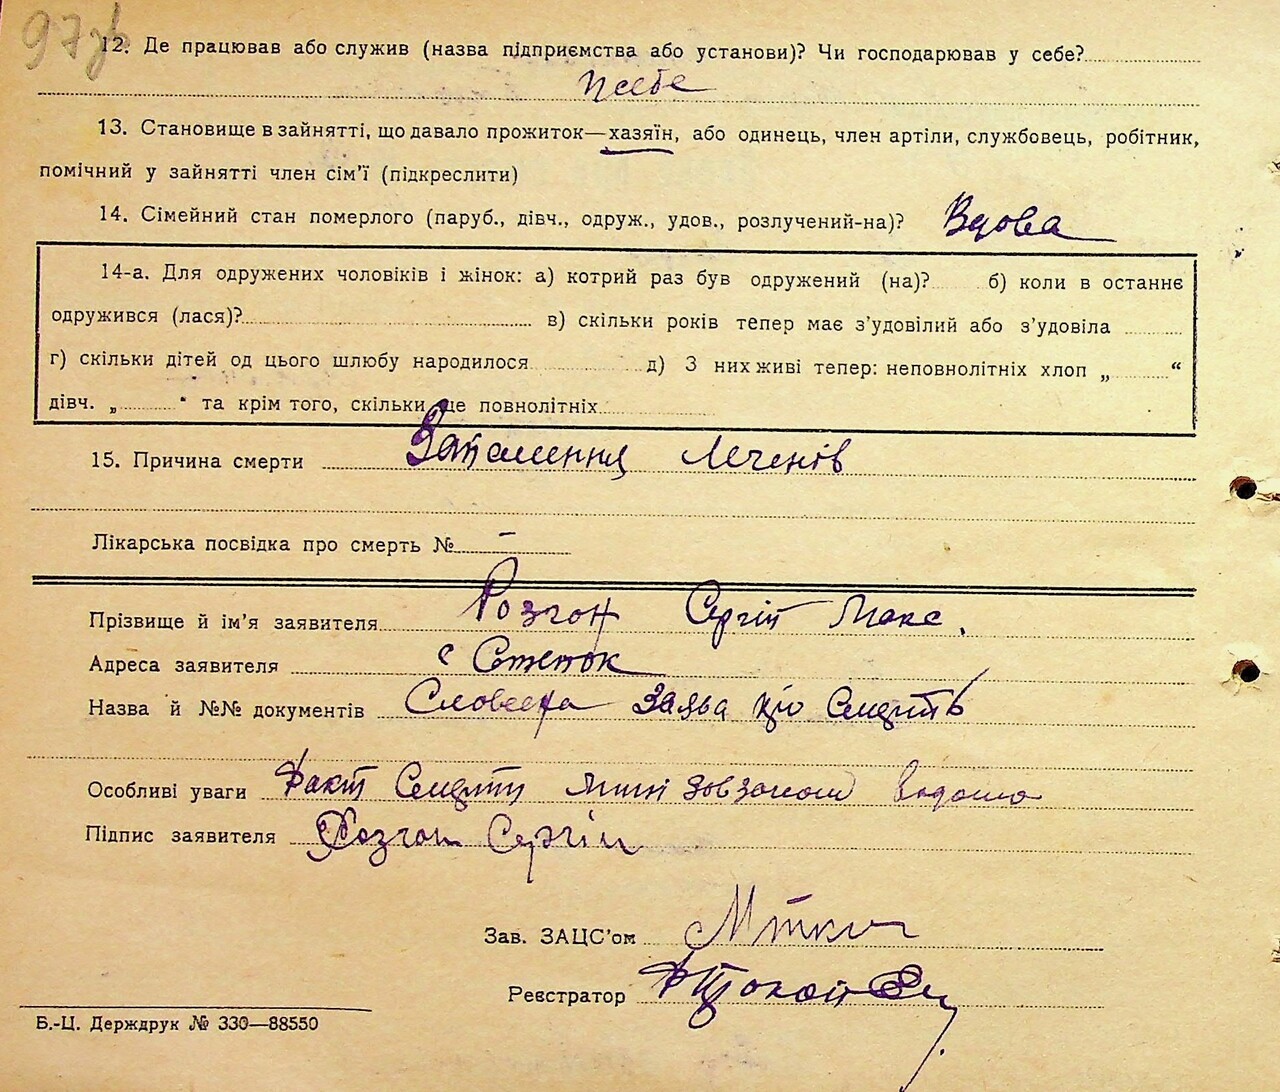 97зв
12. Де працював або служив (назва підприємства або установи)? Чи господарював у себе?
У себе
13. Становище в зайнятті, що давало прожиток—хазяїн, або одинець, член артіли, службовець, робітник,
помічний у зайнятті член сім'ї (підкреслити)
14. Сімейний стан померлого (паруб., дівч., одруж., удов., розлучений-на)? Вдова
14-а. Для одружених чоловіків і жінок: а) котрий раз був одружений (на)? б) коли в останнє
одружився (лася)? в) скільки років тепер має з'удовілий або з'удовіла
г) скільки дітей од цього шлюбу народилося д) З них живі тепер: неповнолітніх хлоп „ “
дівч. „ “ та крім того, скільки ще повнолітніх
15. Причина смерти Запалення Легенів
Лікарська посвідка про смерть № —
Прізвище й ім'я заявителя Розгон Сергій Макс.
Адреса заявителя с Степок
Назва й №№ документів Словесна Заява про Смерть
Особливі уваги Факт Смерти Мині відомо
Підпис заявителя Розгон Сергій
Зав. ЗАЦС'ом
Реєстратор
Б.-Ц. Держдрук № 330—88550